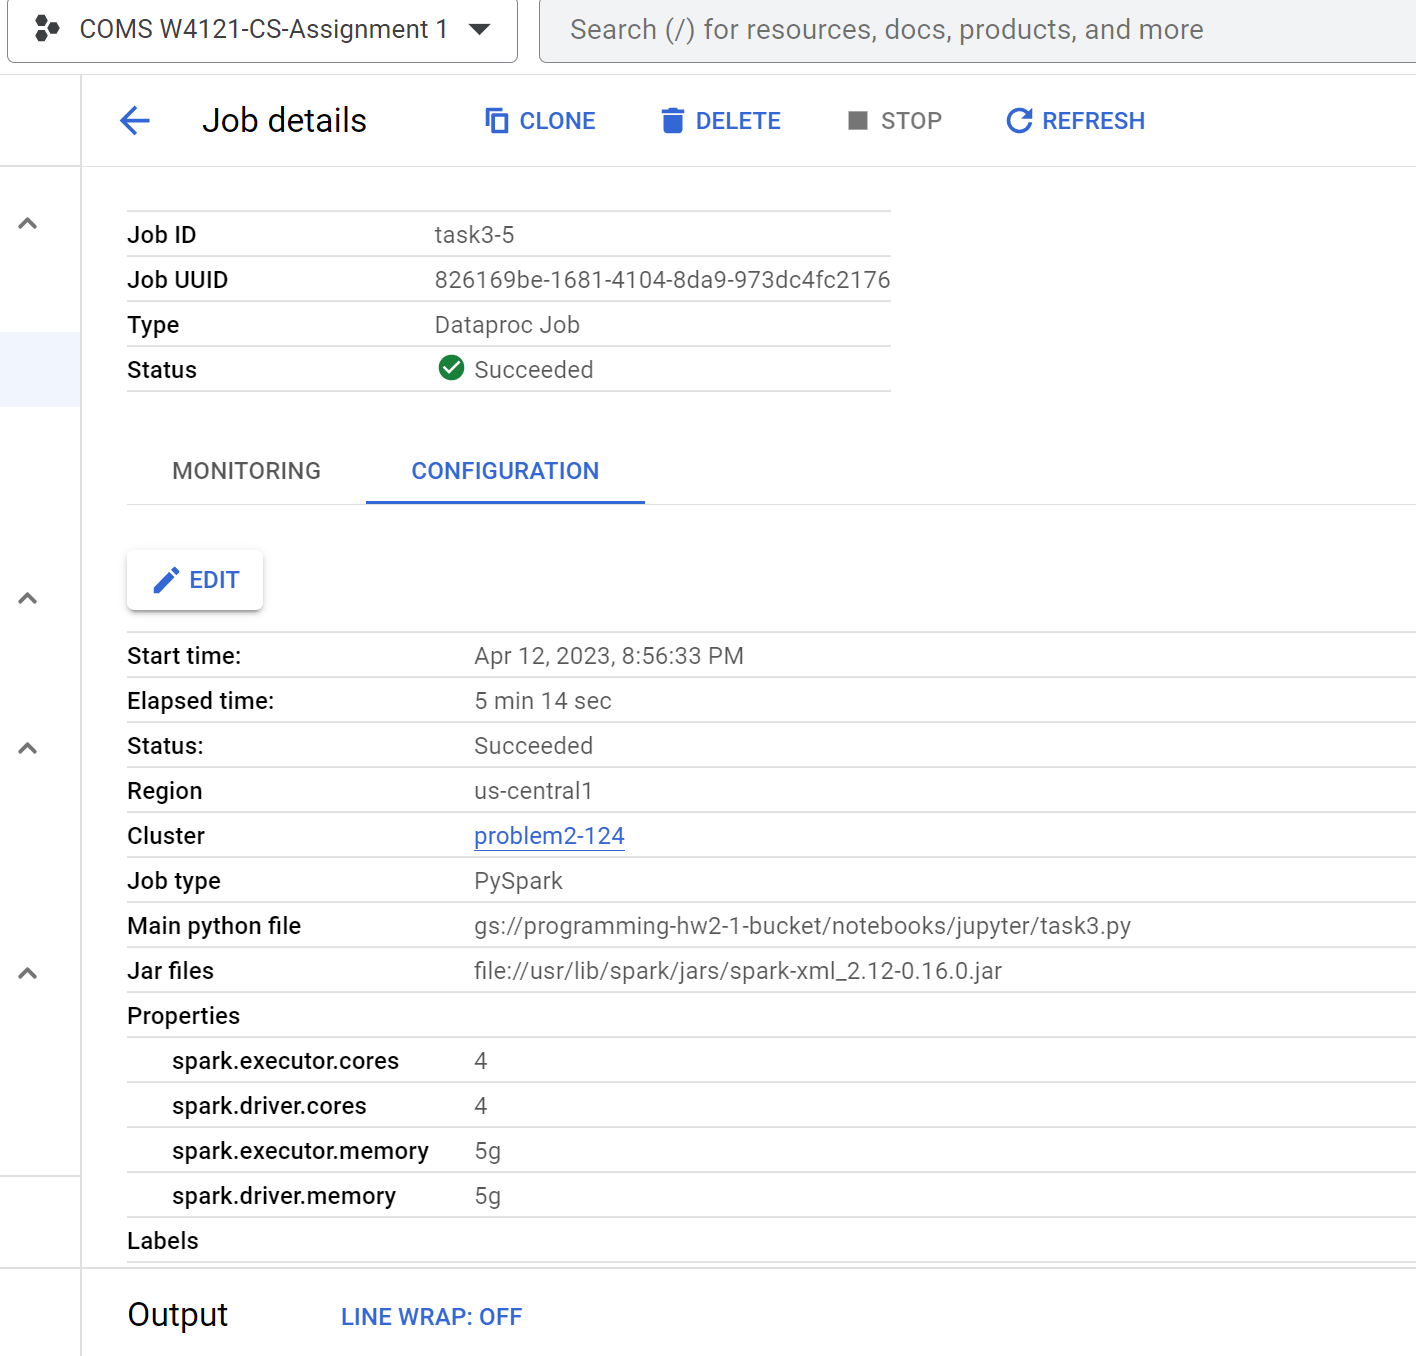 COMS W4121-CS-Assignment 1
Search (/) for resources, docs, products, and more
Job details
CLONE
DELETE
STOP
REFRESH
Job ID task3-5
Job UUID 826169be-1681-4104-8da9-973dc4fc2176
Type Dataproc Job
Status Succeeded
MONITORING
CONFIGURATION
EDIT
Start time: Apr 12, 2023, 8:56:33 PM
Elapsed time: 5 min 14 sec
Status: Succeeded
Region us-central1
Cluster problem2-124
Job type PySpark
Main python file gs://programming-hw2-1-bucket/notebooks/jupyter/task3.py
Jar files file://usr/lib/spark/jars/spark-xml_2.12-0.16.0.jar
Properties
spark.executor.cores 4
spark.driver.cores 4
spark.executor.memory 5g
spark.driver.memory 5g
Labels
Output
LINE WRAP: OFF